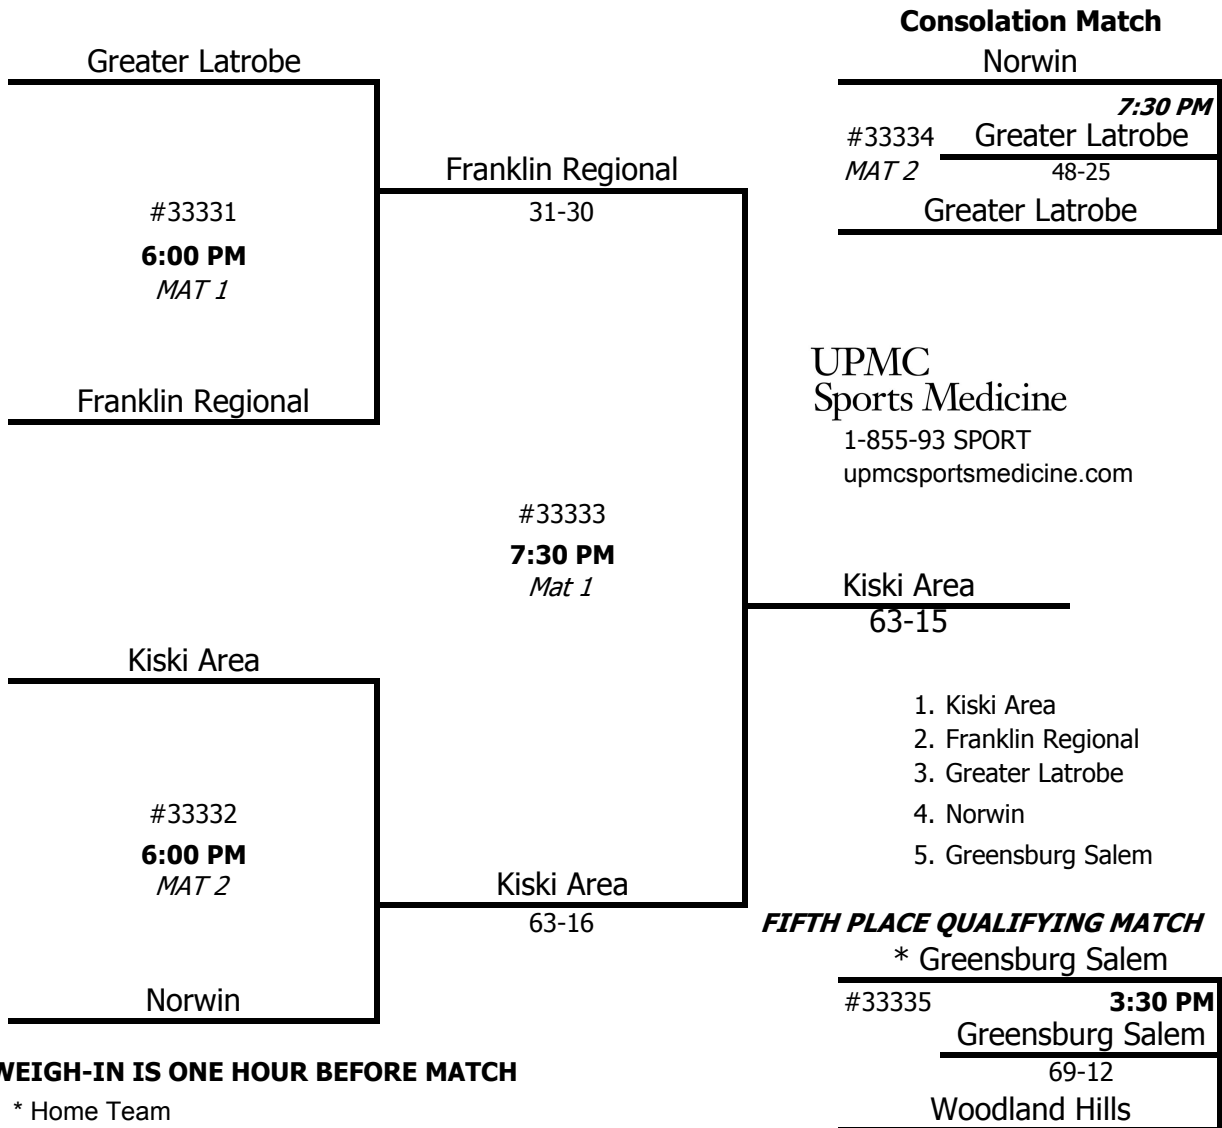 Consolation Match
Greater Latrobe
Norwin
7:30 PM
#33334 Greater Latrobe
MAT 2 48-25
Greater Latrobe
Franklin Regional
31-30
#33331
6:00 PM
MAT 1
Franklin Regional
UPMC
Sports Medicine
1-855-93 SPORT
upmcsportsmedicine.com
#33333
7:30 PM
Mat 1
Kiski Area
63-15
Kiski Area
1. Kiski Area
2. Franklin Regional
3. Greater Latrobe
4. Norwin
5. Greensburg Salem
#33332
6:00 PM
MAT 2
Kiski Area
63-16
Norwin
FIFTH PLACE QUALIFYING MATCH
* Greensburg Salem
#33335 3:30 PM
Greensburg Salem
69-12
Woodland Hills
WEIGH-IN IS ONE HOUR BEFORE MATCH
* Home Team